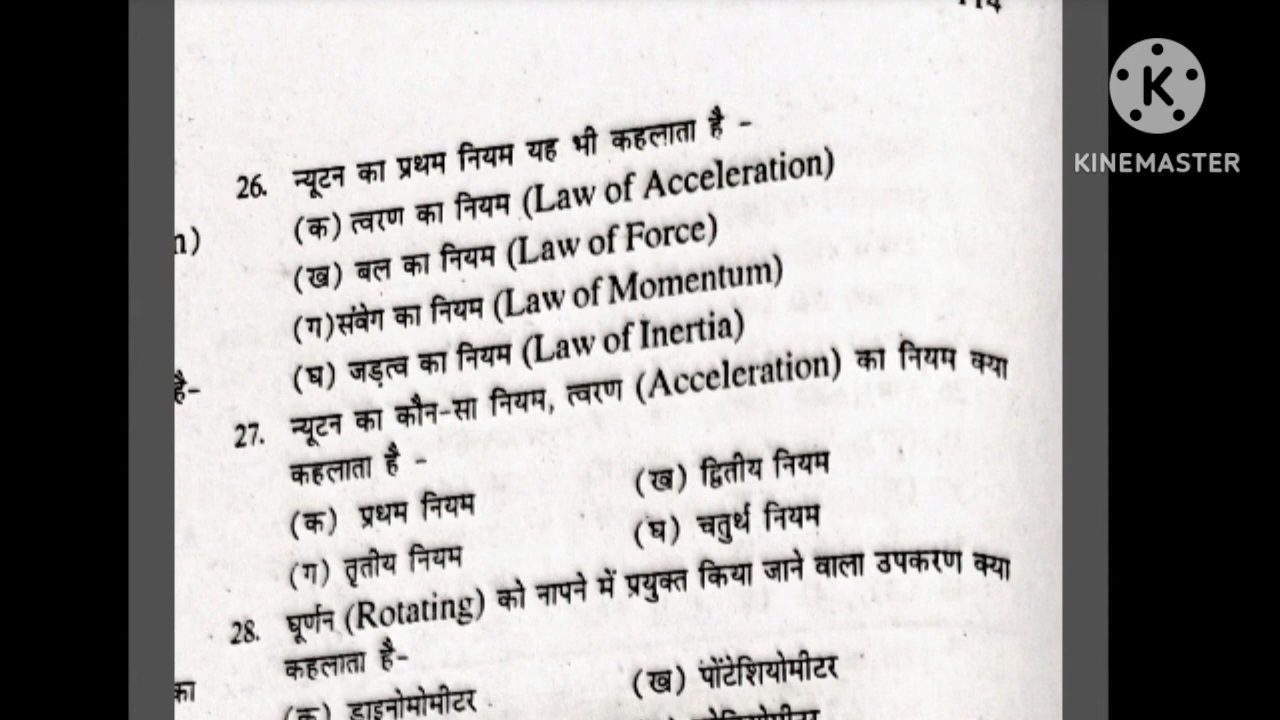 26. न्यूटन का प्रथम नियम यह भी कहलाता है -
(क) त्वरण का नियम (Law of Acceleration)
(ख) बल का नियम (Law of Force)
(ग)संवेग का नियम (Law of Momentum)
(घ) जड़त्व का नियम (Law of Inertia)
27. न्यूटन का कौन-सा नियम, त्वरण (Acceleration) का नियम क्या
कहलाता है -
(क) प्रथम नियम (ख) द्वितीय नियम
(ग) तृतीय नियम (घ) चतुर्थ नियम
28. घूर्णन (Rotating) को नापने में प्रयुक्त किया जाने वाला उपकरण क्या
कहलाता है-
(क) डाइनोमोमीटर (ख) पोंटेशियोमीटर
n)
है-
का
KINEMASTER